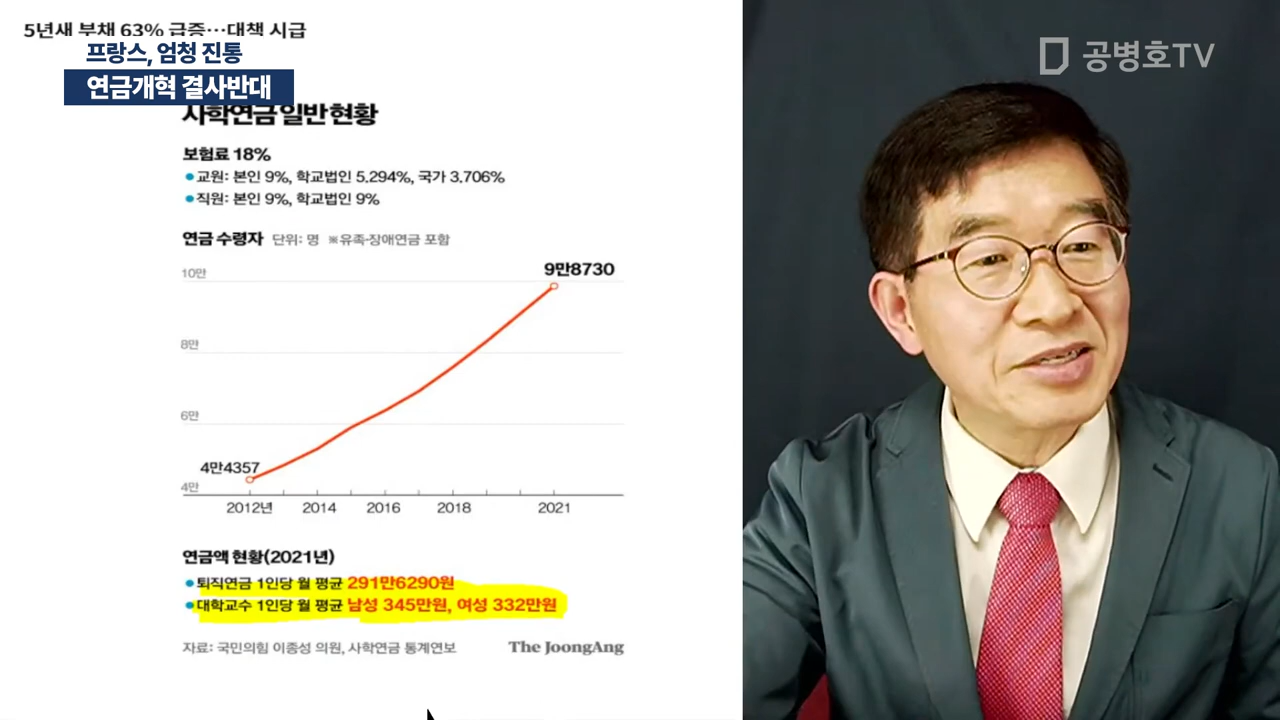 5년새 부채 63% 급증…대책 시급
프랑스, 엄청 진통
연금개혁 결사반대
공병호TV
사학연금 일반 현황
보험료 18%
●교원: 본인 9%, 학교법인 5.294%, 국가 3.706%
●직원: 본인 9%, 학교법인 9%
연금 수령자 단위: 명 ※유족·장애연금 포함
10만
9만8730
8만
6만
4만4357
4만
2012년 2014 2016 2018 2021
연금액 현황(2021년)
●퇴직연금 1인당 월 평균 291만6290원
●대학교수 1인당 월 평균 남성 345만원, 여성 332만원
자료: 국민의힘 이종성 의원, 사학연금 통계연보
The JoongAng